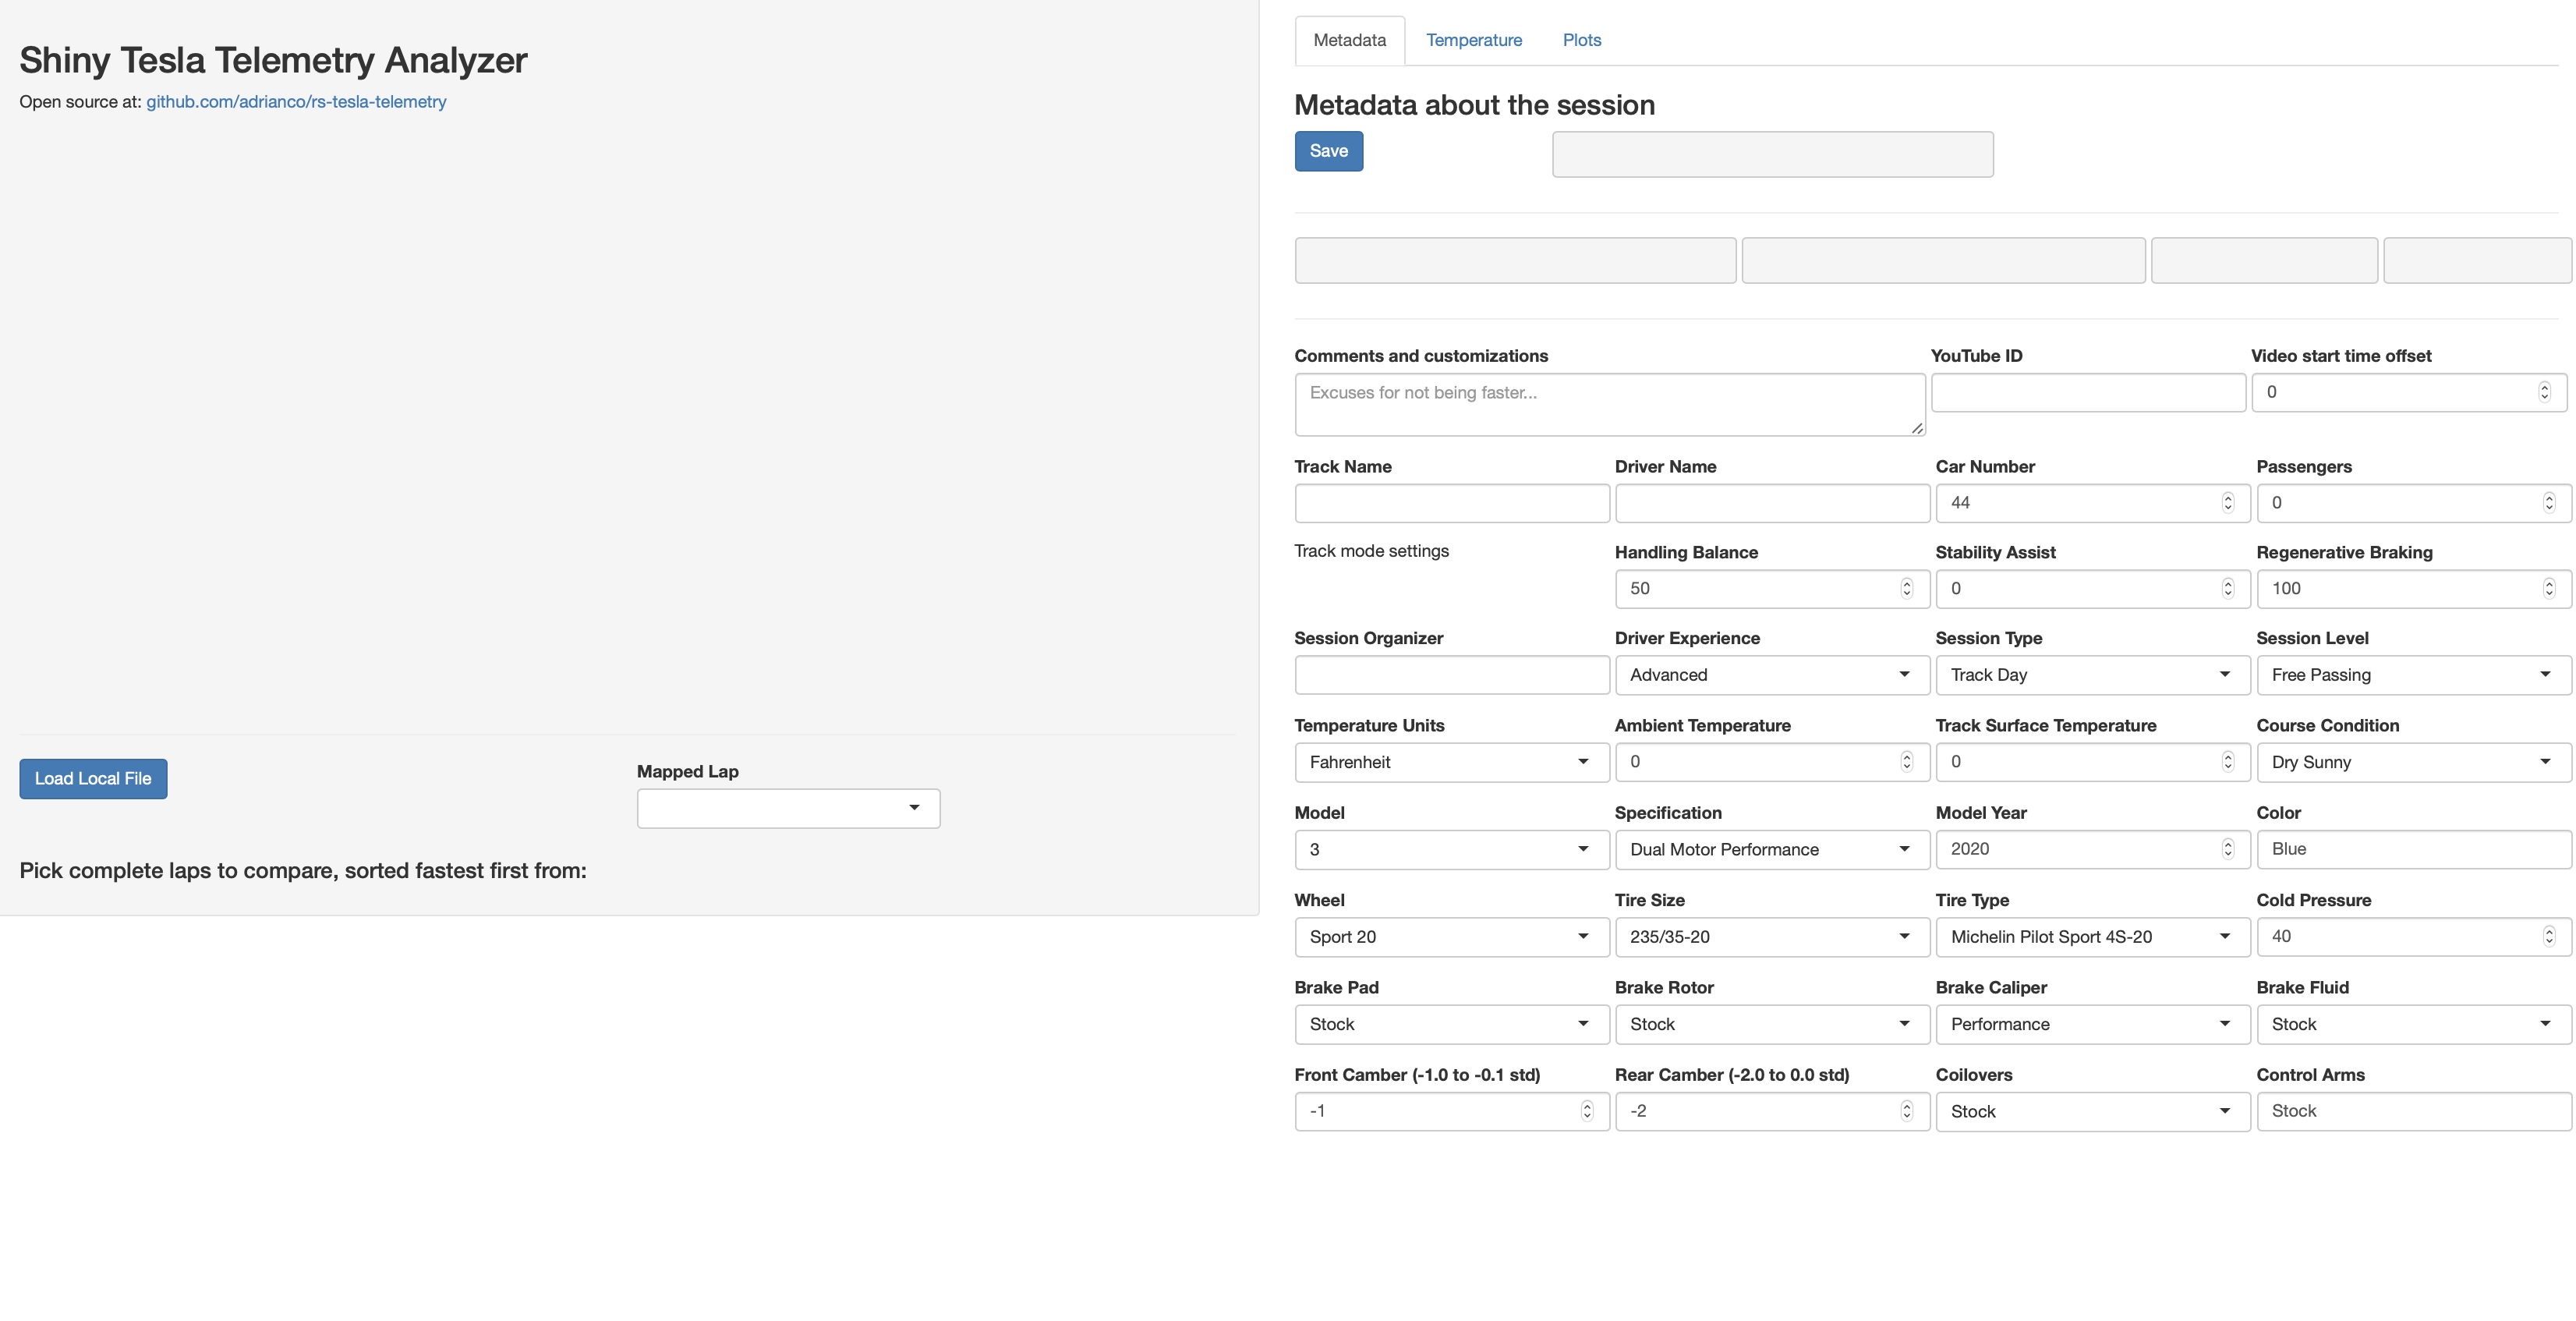 Shiny Tesla Telemetry Analyzer
Open source at: github.com/adrianco/rs-tesla-telemetry
Load Local File
Mapped Lap
Pick complete laps to compare, sorted fastest first from:
Metadata Temperature Plots
Metadata about the session
Save
Comments and customizations YouTube ID Video start time offset
Excuses for not being faster... 0
Track Name Driver Name Car Number Passengers
44 0
Track mode settings Handling Balance Stability Assist Regenerative Braking
50 0 100
Session Organizer Driver Experience Session Type Session Level
Advanced Track Day Free Passing
Temperature Units Ambient Temperature Track Surface Temperature Course Condition
Fahrenheit 0 0 Dry Sunny
Model Specification Model Year Color
3 Dual Motor Performance 2020 Blue
Wheel Tire Size Tire Type Cold Pressure
Sport 20 235/35-20 Michelin Pilot Sport 4S-20 40
Brake Pad Brake Rotor Brake Caliper Brake Fluid
Stock Stock Performance Stock
Front Camber (-1.0 to -0.1 std) Rear Camber (-2.0 to 0.0 std) Coilovers Control Arms
-1 -2 Stock Stock